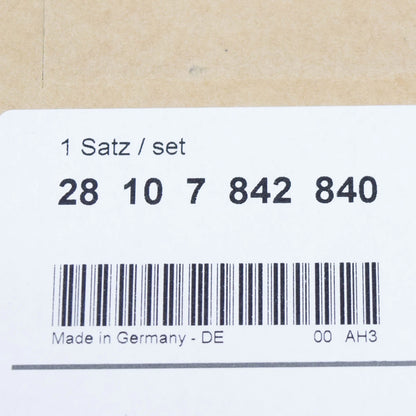 1 Satz / set
28 10 7 842 840
Made in Germany - DE 00 AH3